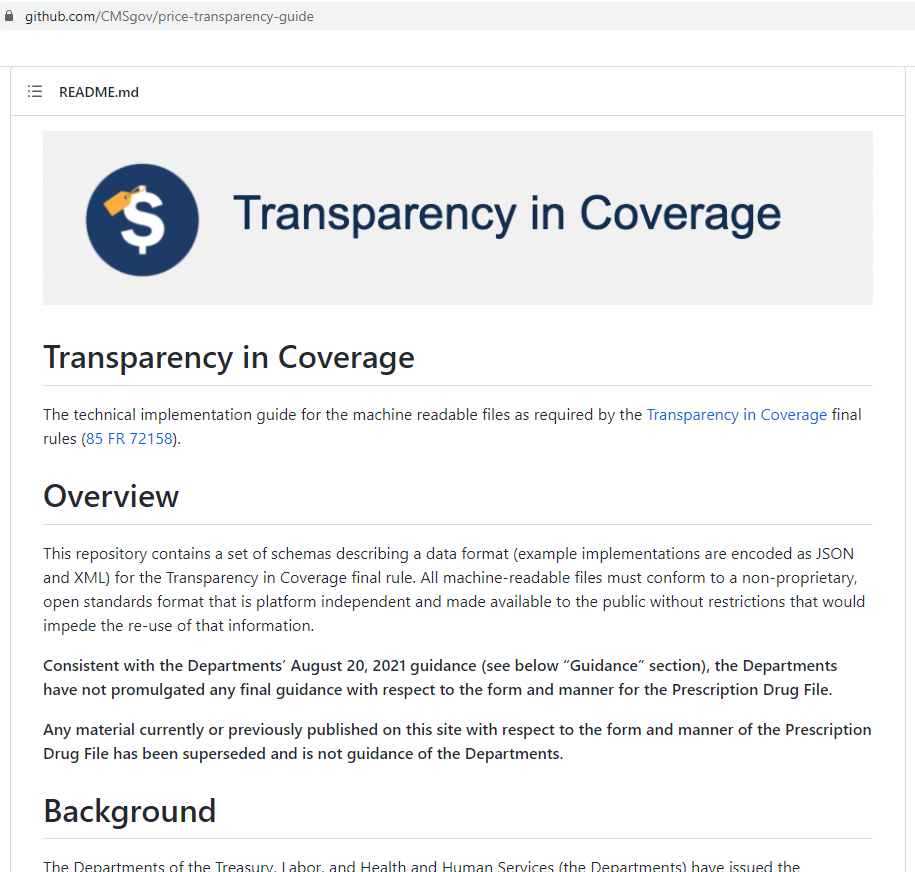 github.com/CMSgov/price-transparency-guide
README.md
$
Transparency in Coverage
Transparency in Coverage
The technical implementation guide for the machine readable files as required by the Transparency in Coverage final
rules (85 FR 72158).
Overview
This repository contains a set of schemas describing a data format (example implementations are encoded as JSON
and XML) for the Transparency in Coverage final rule. All machine-readable files must conform to a non-proprietary,
open standards format that is platform independent and made available to the public without restrictions that would
impede the re-use of that information.
Consistent with the Departments’ August 20, 2021 guidance (see below “Guidance” section), the Departments
have not promulgated any final guidance with respect to the form and manner for the Prescription Drug File.
Any material currently or previously published on this site with respect to the form and manner of the Prescription
Drug File has been superseded and is not guidance of the Departments.
Background
The Departments of the Treasury, Labor, and Health and Human Services (the Departments) have issued the